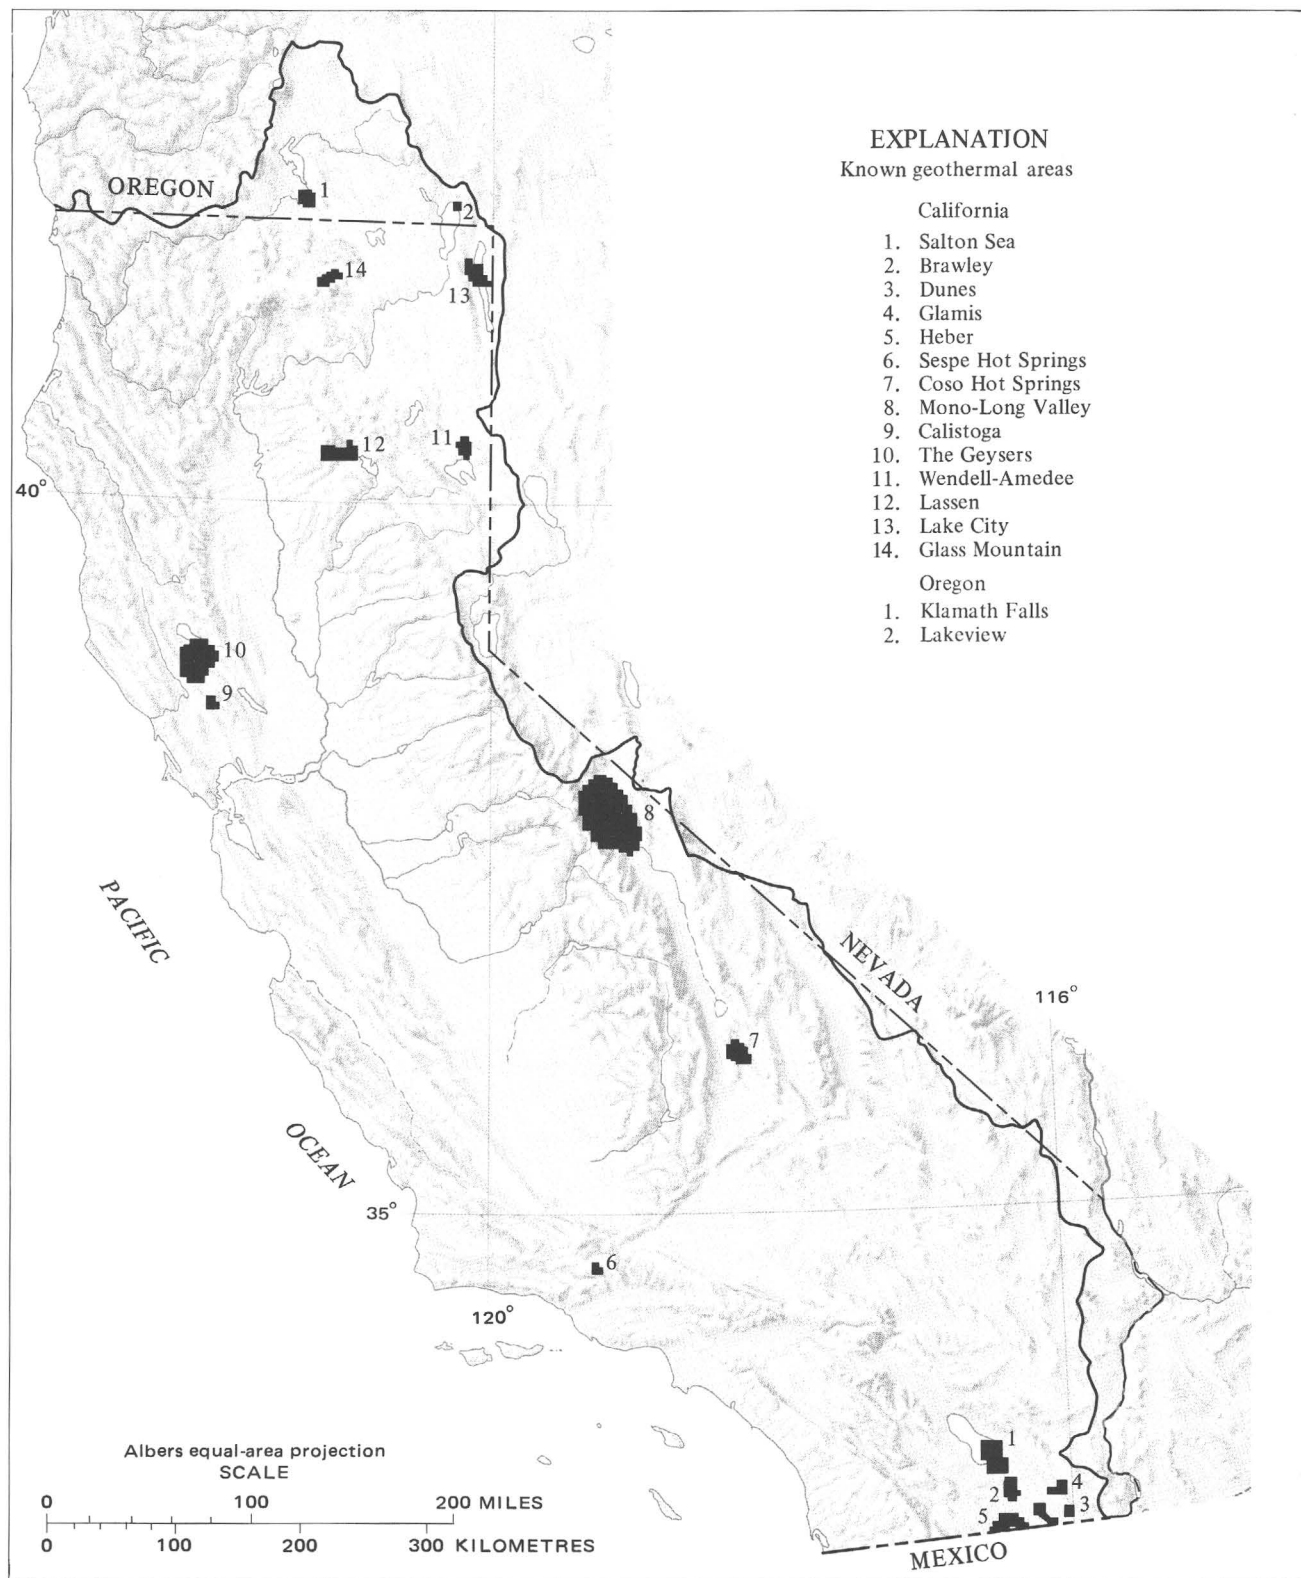 EXPLANATION
Known geothermal areas
California
1. Salton Sea
2. Brawley
3. Dunes
4. Glamis
5. Heber
6. Sespe Hot Springs
7. Coso Hot Springs
8. Mono-Long Valley
9. Calistoga
10. The Geysers
11. Wendell-Amedee
12. Lassen
13. Lake City
14. Glass Mountain
Oregon
1. Klamath Falls
2. Lakeview
OREGON
1
2
14
13
12
11
40°
10
9
8
PACIFIC
NEVADA
116°
7
OCEAN
35°
6
120°
1
2
4
3
5
MEXICO
Albers equal-area projection
SCALE
0 100 200 MILES
0 100 200 300 KILOMETRES